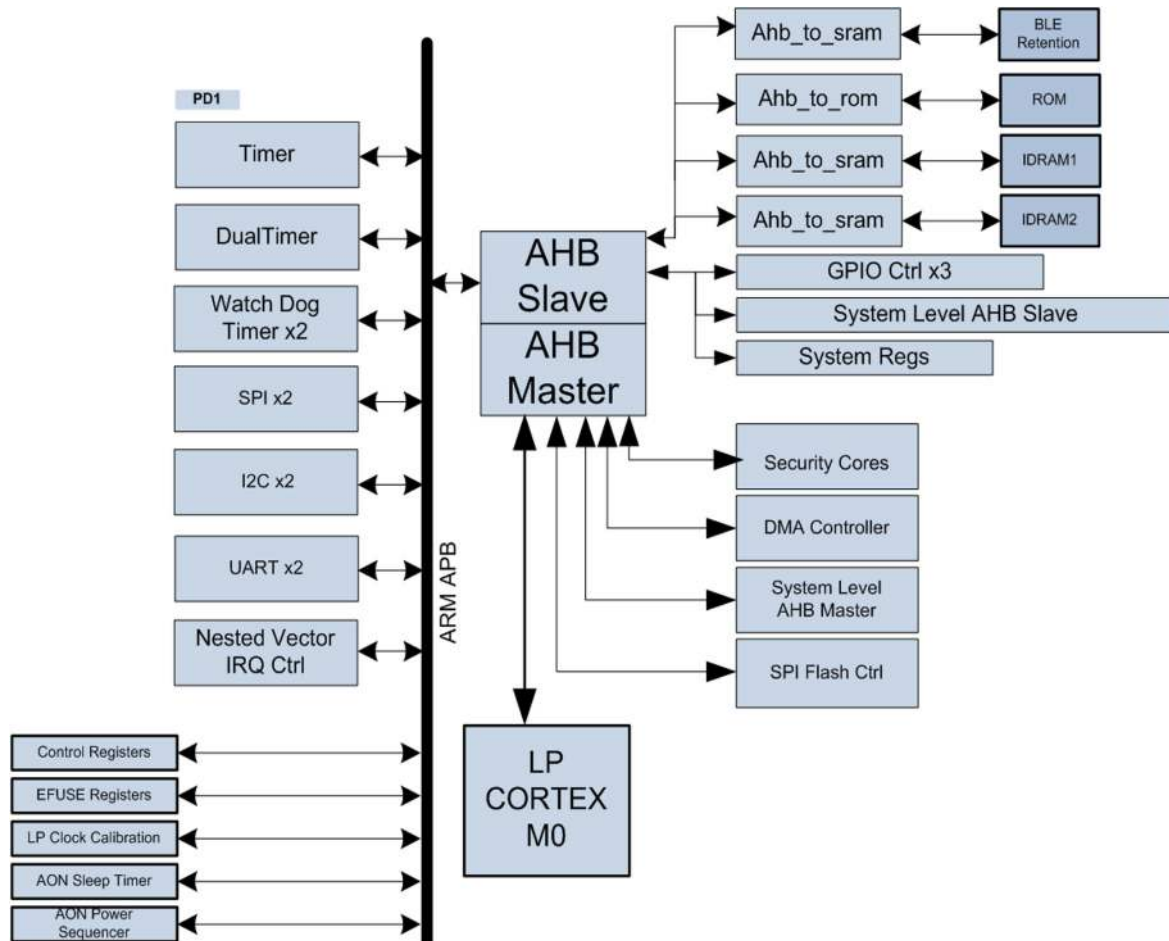 PD1
Timer
DualTimer
Watch Dog
Timer x2
SPI x2
I2C x2
UART x2
Nested Vector
IRQ Ctrl
Control Registers
EFUSE Registers
LP Clock Calibration
AON Sleep Timer
AON Power
Sequencer
ARM APB
AHB
Slave
AHB
Master
LP
CORTEX
M0
Ahb_to_sram
BLE
Retention
Ahb_to_rom
ROM
Ahb_to_sram
IDRAM1
Ahb_to_sram
IDRAM2
GPIO Ctrl x3
System Level AHB Slave
System Regs
Security Cores
DMA Controller
System Level
AHB Master
SPI Flash Ctrl